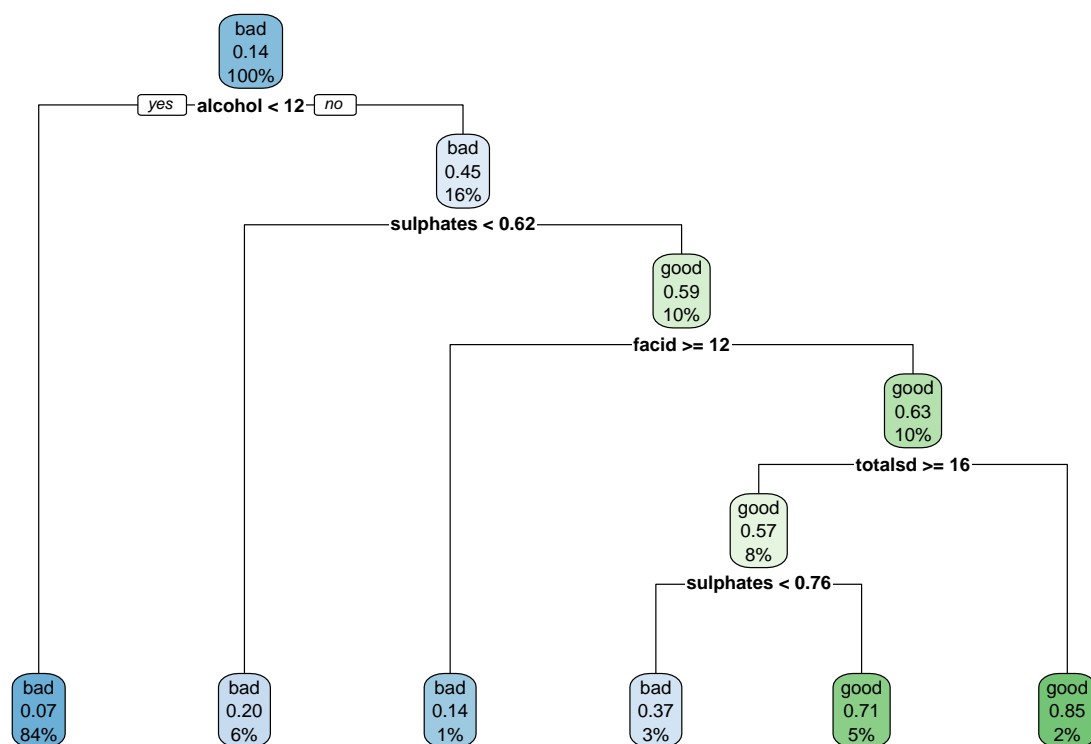 bad
0.14
100%
yes alcohol < 12 no
bad
0.45
16%
sulphates < 0.62
good
0.59
10%
facid >= 12
good
0.63
10%
totalsd >= 16
good
0.57
8%
sulphates < 0.76
bad
0.07
84%
bad
0.20
6%
bad
0.14
1%
bad
0.37
3%
good
0.71
5%
good
0.85
2%